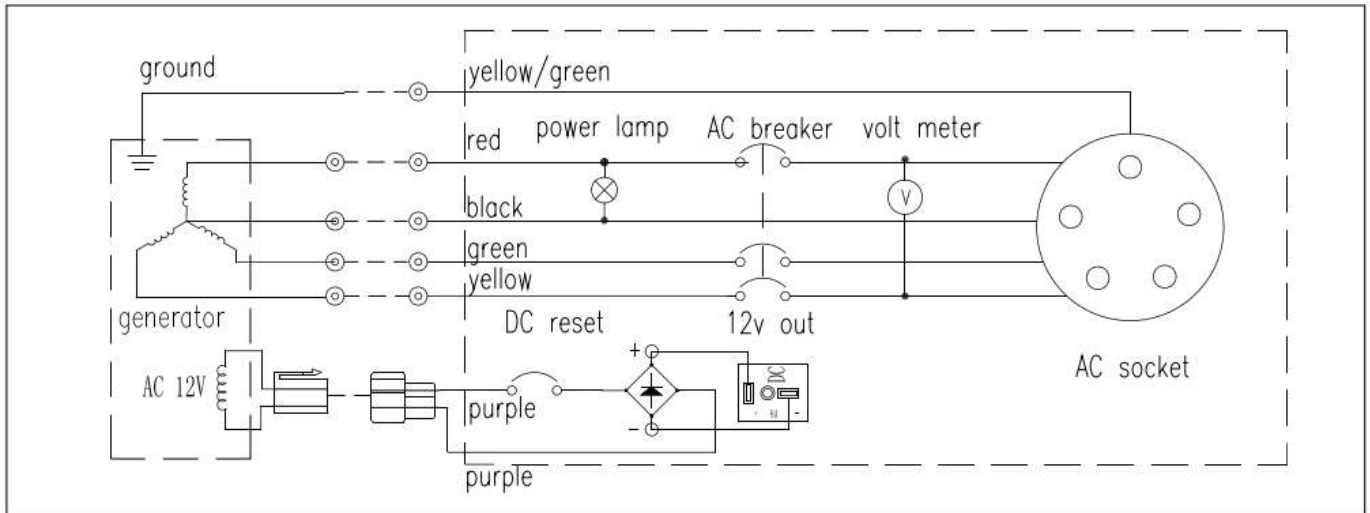 ground
yellow/green
red
power lamp
AC breaker
volt meter
V
black
green
yellow
generator
DC reset
12v out
AC socket
AC 12V
+
DC
purple
-
+
-
purple